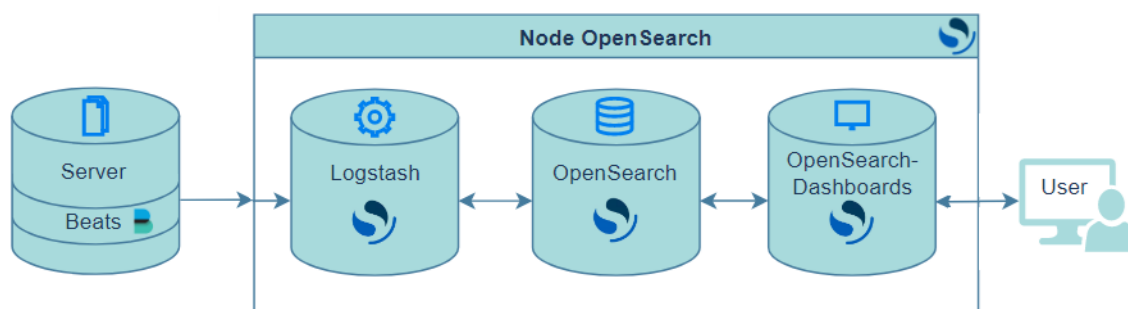 Node OpenSearch
Server
Beats
Logstash
OpenSearch
OpenSearch-
Dashboards
User